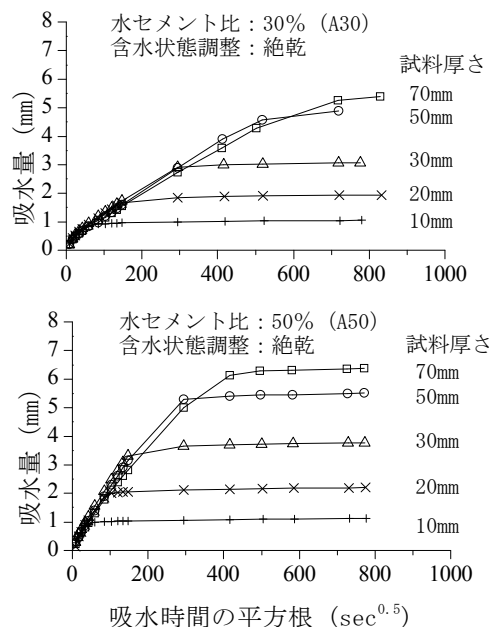 水セメント比：30% (A30)
含水状態調整：絶乾
試料厚さ
70mm
50mm
30mm
20mm
10mm
吸水量 (mm)
8
7
6
5
4
3
2
1
0
0 200 400 600 800 1000
水セメント比：50% (A50)
含水状態調整：絶乾
試料厚さ
70mm
50mm
30mm
20mm
10mm
吸水量 (mm)
8
7
6
5
4
3
2
1
0
0 200 400 600 800 1000
吸水時間の平方根 (sec^0.5)